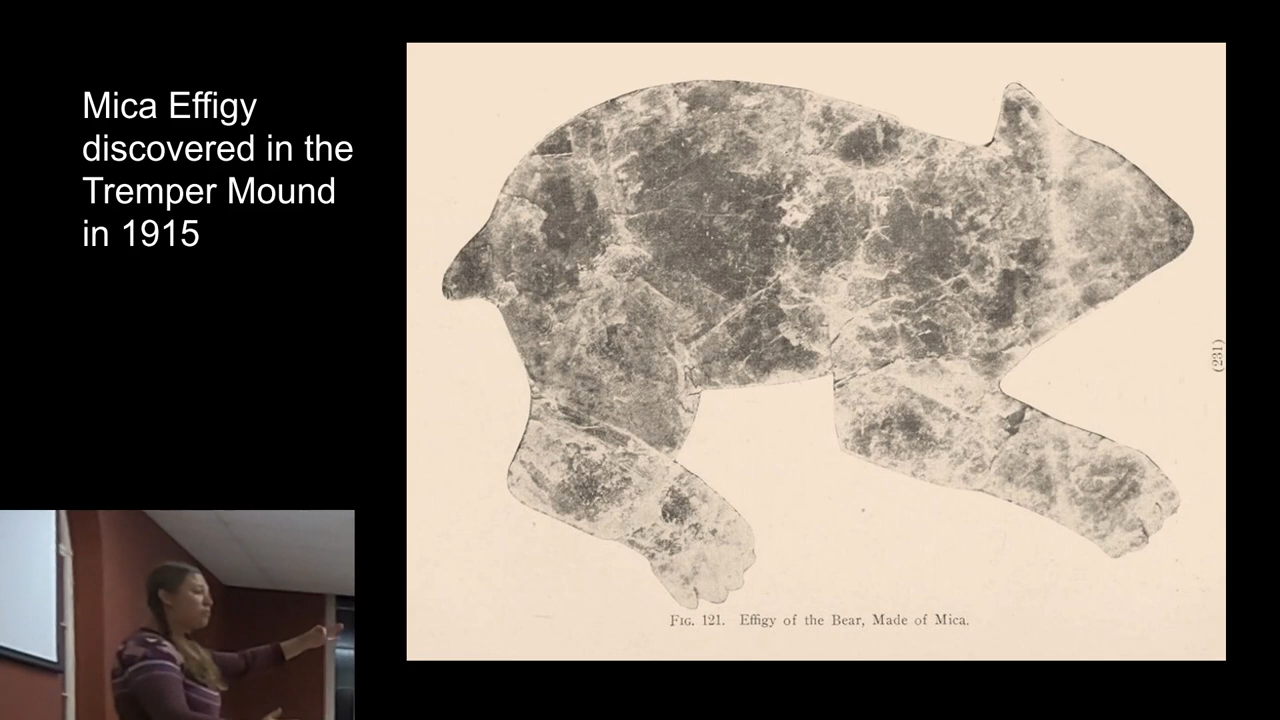 Mica Effigy
discovered in the
Tremper Mound
in 1915
(231)
FIG. 121. Effigy of the Bear, Made of Mica.